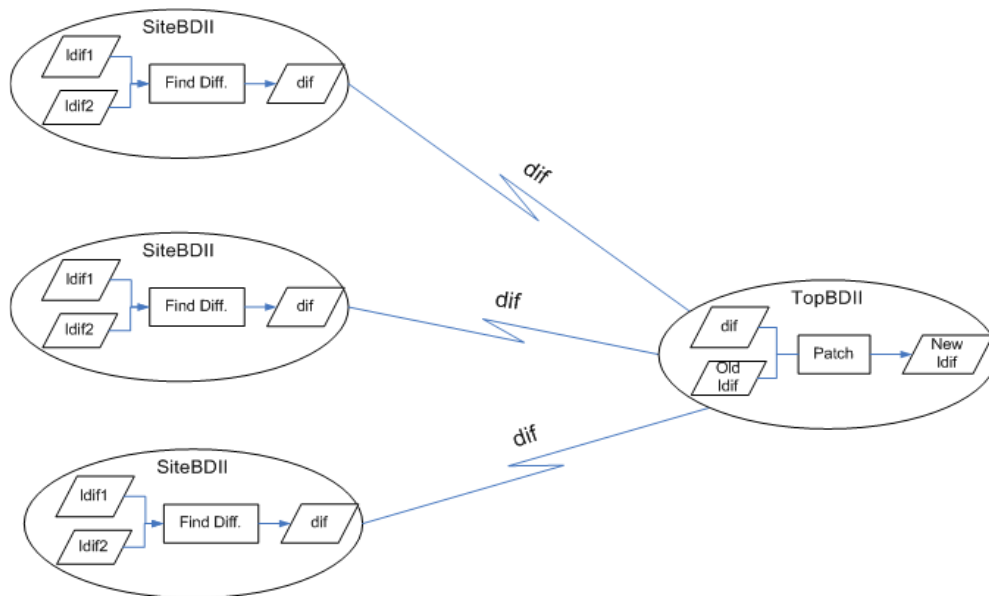 SiteBDII
ldif1
Find Diff.
dif
ldif2
dif
SiteBDII
ldif1
Find Diff.
dif
ldif2
dif
TopBDII
dif
Patch
New
ldif
Old
ldif
SiteBDII
ldif1
Find Diff.
dif
ldif2
dif